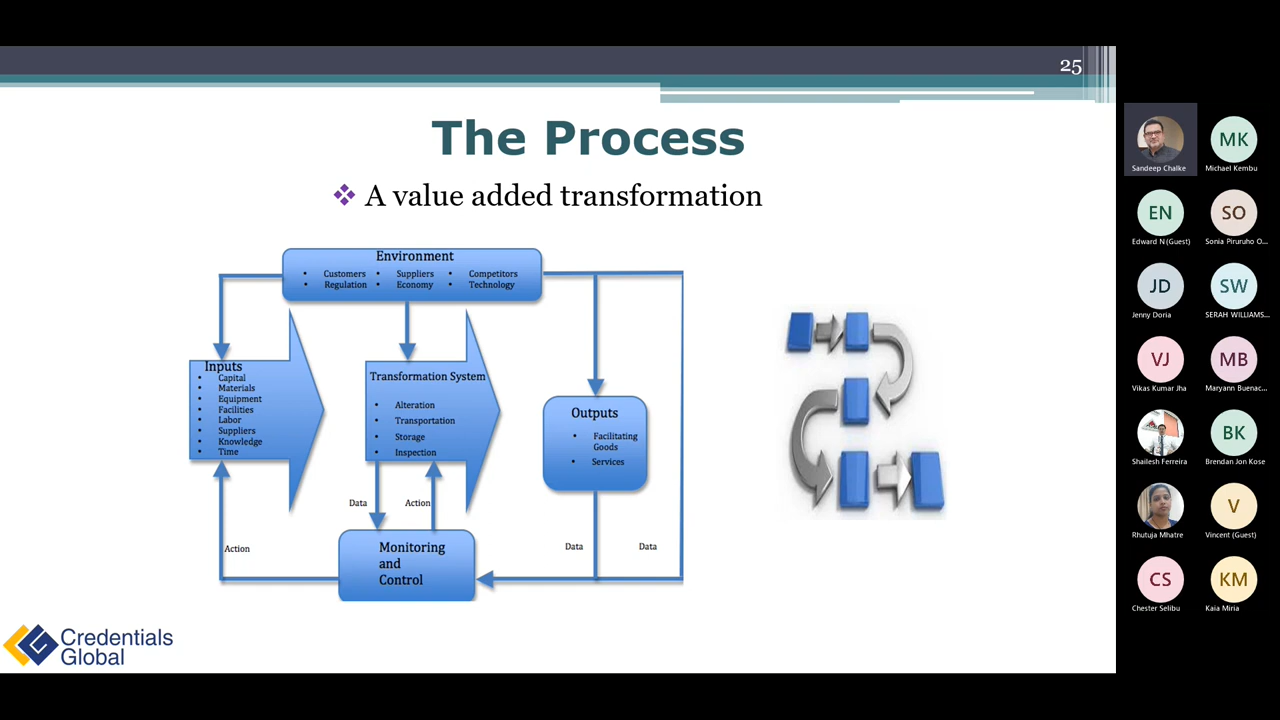 25
The Process
A value added transformation
Environment
Customers
Suppliers
Competitors
Regulation
Economy
Technology
Inputs
Capital
Materials
Equipment
Facilities
Labor
Suppliers
Knowledge
Time
Transformation System
Alteration
Transportation
Storage
Inspection
Outputs
Facilitating
Goods
Services
Data
Action
Action
Data
Data
Monitoring
and
Control
Credentials
Global
Sandeep Chalke
MK
Michael Kembu
EN
Edward N (Guest)
SO
Sonia Piruruho O...
JD
Jenny Doria
SW
SERAH WILLIAMS...
VJ
Vikas Kumar Jha
MB
Maryann Buenac...
Shailesh Ferreira
BK
Brendan Jon Kose
Rhutuja Mhatre
V
Vincent (Guest)
CS
Chester Selibu
KM
Kaia Miria